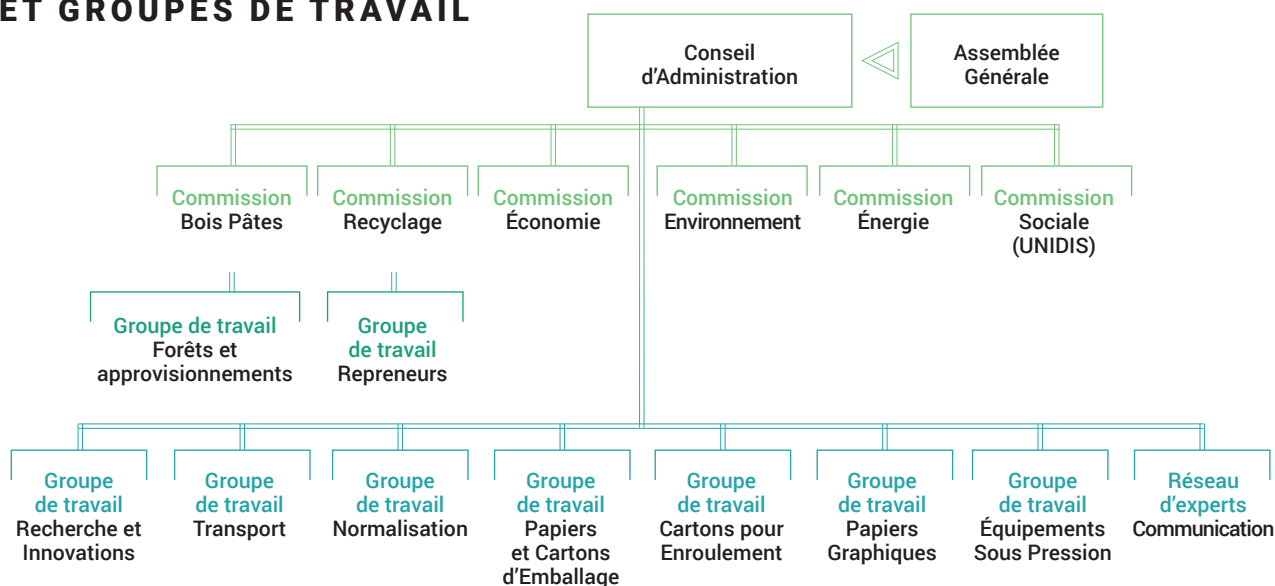 ET GROUPES DE TRAVAIL
Conseil
d'Administration
Assemblée
Générale
Commission
Bois Pâtes
Commission
Recyclage
Commission
Économie
Commission
Environnement
Commission
Énergie
Commission
Sociale
(UNIDIS)
Groupe de travail
Forêts et
approvisionnements
Groupe
de travail
Repreneurs
Groupe
de travail
Recherche et
Innovations
Groupe
de travail
Transport
Groupe
de travail
Normalisation
Groupe
de travail
Papiers
et Cartons
d'Emballage
Groupe
de travail
Cartons pour
Enroulement
Groupe
de travail
Papiers
Graphiques
Groupe
de travail
Équipements
Sous Pression
Réseau
d'experts
Communication